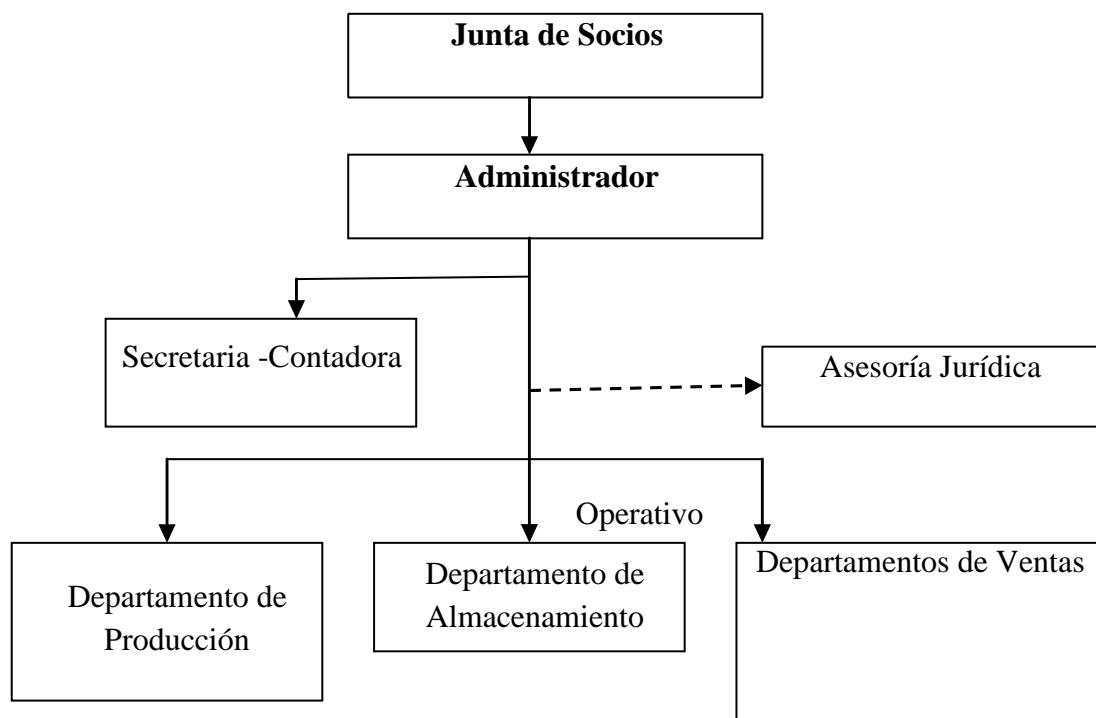 Junta de Socios
Administrador
Secretaria -Contadora
Asesoría Jurídica
Operativo
Departamento de
Producción
Departamento de
Almacenamiento
Departamentos de Ventas